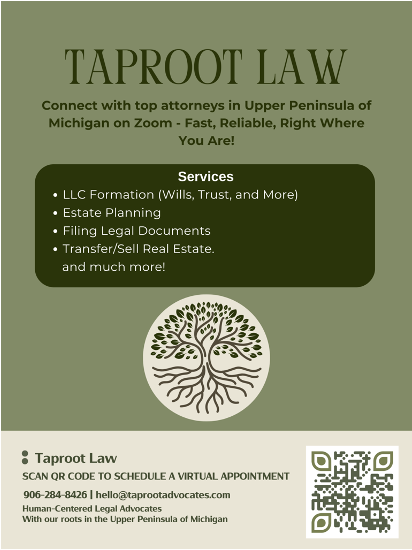 TAPROOT LAW
Connect with top attorneys in Upper Peninsula of
Michigan on Zoom - Fast, Reliable, Right Where
You Are!
Services
• LLC Formation (Wills, Trust, and More)
• Estate Planning
• Filing Legal Documents
• Transfer/Sell Real Estate.
and much more!
Taproot Law
SCAN QR CODE TO SCHEDULE A VIRTUAL APPOINTMENT
906-284-8426 | hello@taprootadvocates.com
Human-Centered Legal Advocates
With our roots in the Upper Peninsula of Michigan